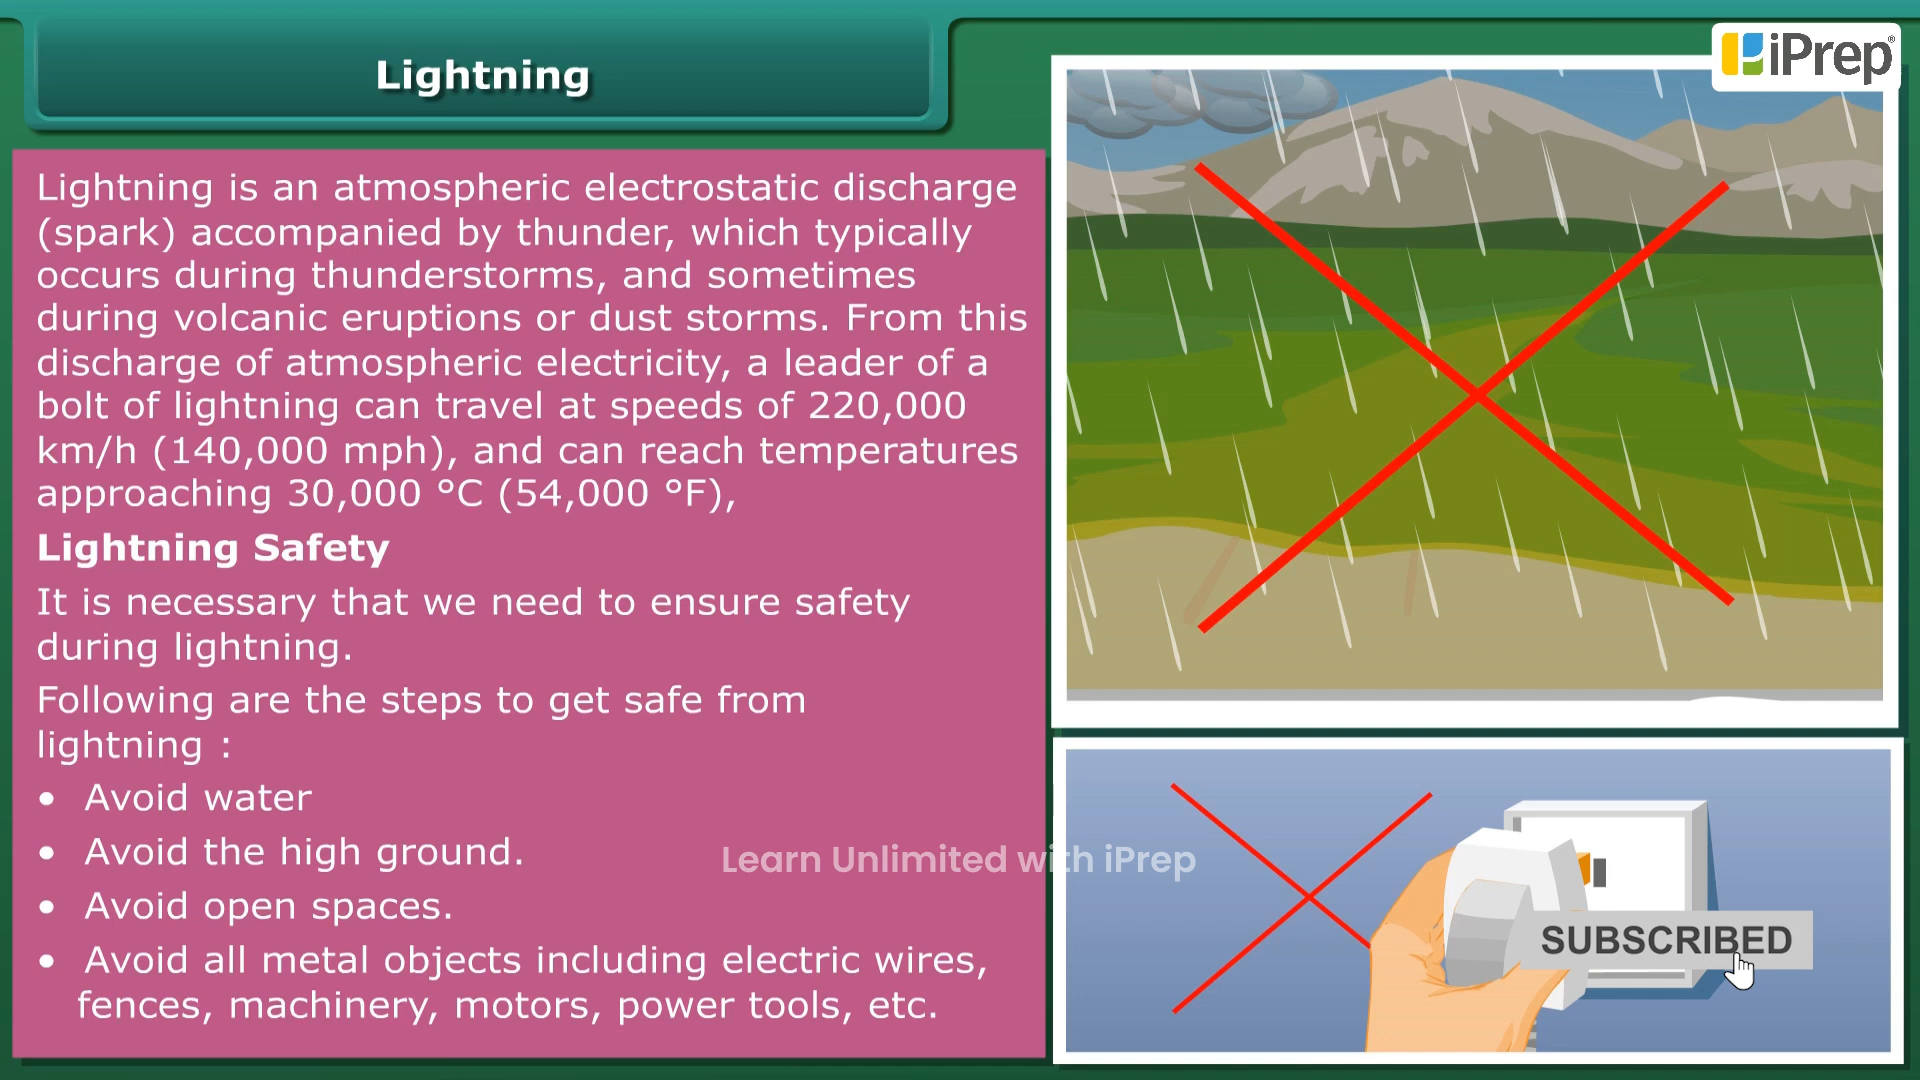 Lightning
iPrep®
Lightning is an atmospheric electrostatic discharge
(spark) accompanied by thunder, which typically
occurs during thunderstorms, and sometimes
during volcanic eruptions or dust storms. From this
discharge of atmospheric electricity, a leader of a
bolt of lightning can travel at speeds of 220,000
km/h (140,000 mph), and can reach temperatures
approaching 30,000 °C (54,000 °F),
Lightning Safety
It is necessary that we need to ensure safety
during lightning.
Following are the steps to get safe from
lightning :
• Avoid water
• Avoid the high ground.
• Avoid open spaces.
• Avoid all metal objects including electric wires,
fences, machinery, motors, power tools, etc.
Learn Unlimited with iPrep
SUBSCRIBED